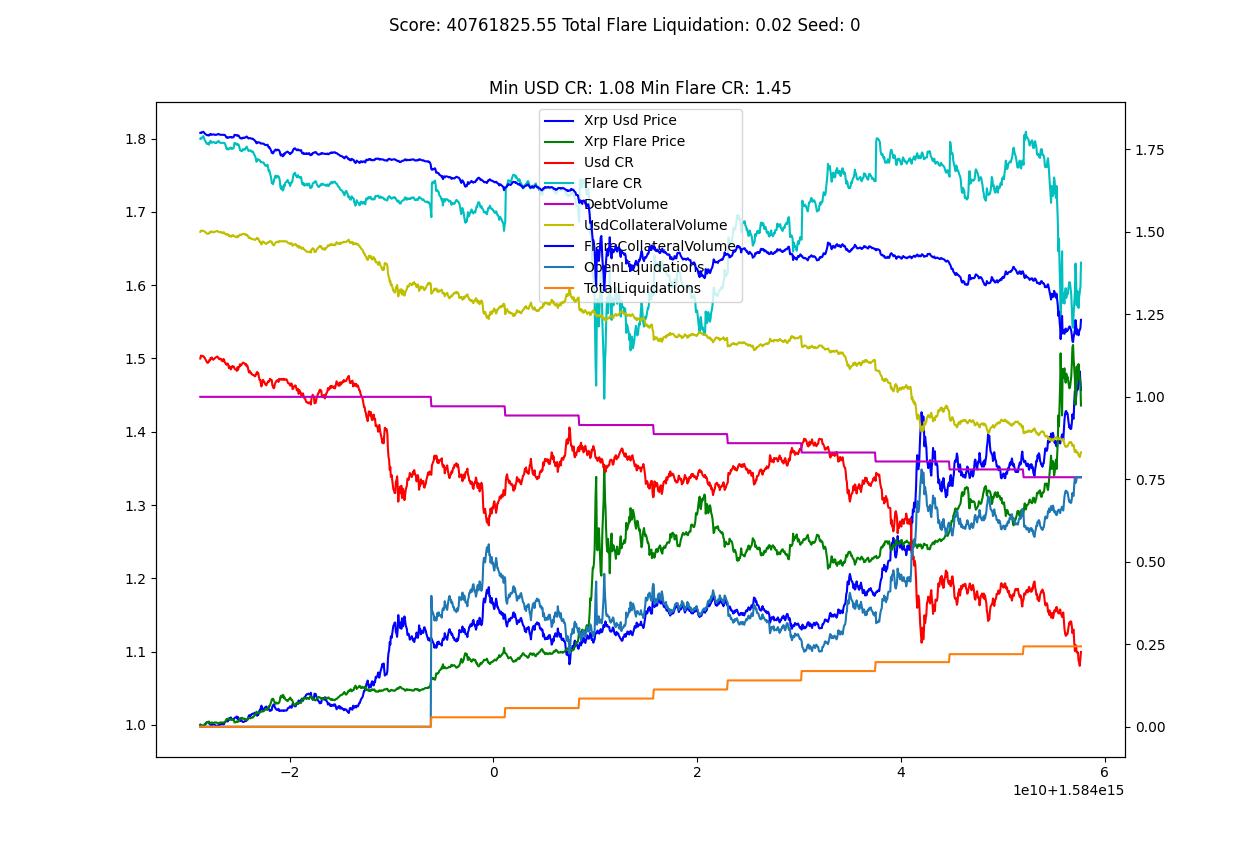 Score: 40761825.55 Total Flare Liquidation: 0.02 Seed: 0
Min USD CR: 1.08 Min Flare CR: 1.45
Xrp Usd Price
Xrp Flare Price
Usd CR
Flare CR
DebtVolume
UsdCollateralVolume
FlareCollateralVolume
OpenLiquidations
TotalLiquidations
1.8
1.7
1.6
1.5
1.4
1.3
1.2
1.1
1.0
1.75
1.50
1.25
1.00
0.75
0.50
0.25
0.00
−2
0
2
4
6
1e10+1.584e15